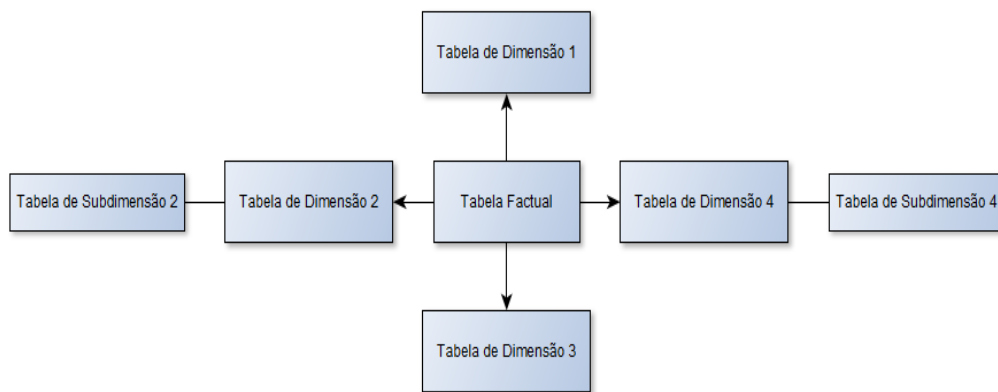 Tabela de Dimensão 1
Tabela de Subdimensão 2
Tabela de Dimensão 2
Tabela Factual
Tabela de Dimensão 4
Tabela de Subdimensão 4
Tabela de Dimensão 3